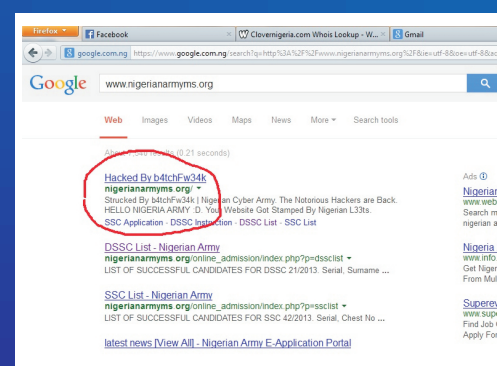 Firefox
Facebook
Clovernigeria.com Whois Lookup - W...
Gmail
google.com.ng
https://www.google.com.ng/search?q=http%3A%2F%2Fwww.nigerianarmyms.org%2F&ie=utf-8&oe=utf-8&aq
Google
www.nigerianarmyms.org
Web Images Videos Maps News More Search tools
results (0.21 seconds)
Hacked By b4tchFw34k
nigerianarmyms.org/
Strucked By b4tchFw34k | Nigerian Cyber Army. The Notorious Hackers are Back.
HELLO NIGERIA ARMY :D. Your Website Got Stamped By Nigerian L33ts.
SSC Application - DSSC Instruction - DSSC List - SSC List
DSSC List - Nigerian Army
nigerianarmyms.org/online_admission/index.php?p=dssclist
LIST OF SUCCESSFUL CANDIDATES FOR DSSC 21/2013. Serial, Surname ...
SSC List - Nigerian Army
nigerianarmyms.org/online_admission/index.php?p=ssclist
LIST OF SUCCESSFUL CANDIDATES FOR SSC 42/2013. Serial, Chest No ...
latest news [View All] - Nigerian Army E-Application Portal
Ads
Nigerian
www.web
Search m
nigerian a
Nigeria
www.info.
Get Niger
From Mul
Superev
www.supe
Find Job
Apply For